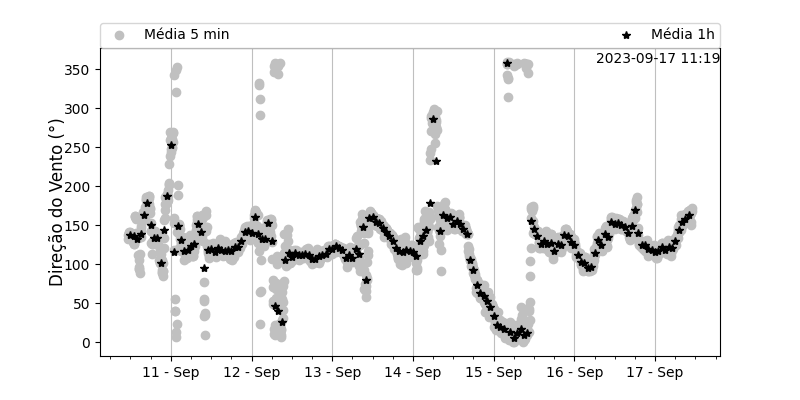 Média 5 min
Média 1h
2023-09-17 11:19
Direção do Vento (°)
350
300
250
200
150
100
50
0
11 - Sep
12 - Sep
13 - Sep
14 - Sep
15 - Sep
16 - Sep
17 - Sep